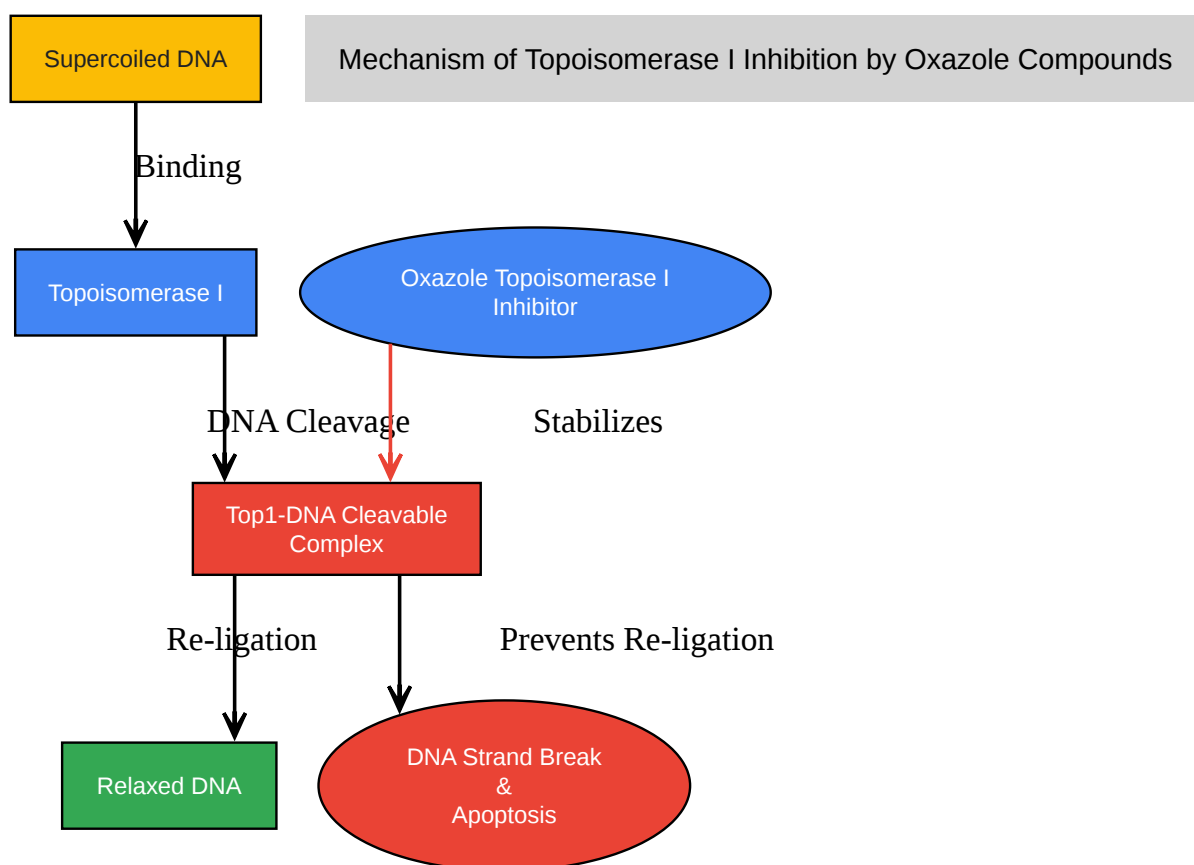 Supercoiled DNA
Mechanism of Topoisomerase I Inhibition by Oxazole Compounds
Binding
Topoisomerase I
Oxazole Topoisomerase I
Inhibitor
DNA Cleavage
Stabilizes
Top1-DNA Cleavable
Complex
Re-ligation
Prevents Re-ligation
Relaxed DNA
DNA Strand Break
&
Apoptosis